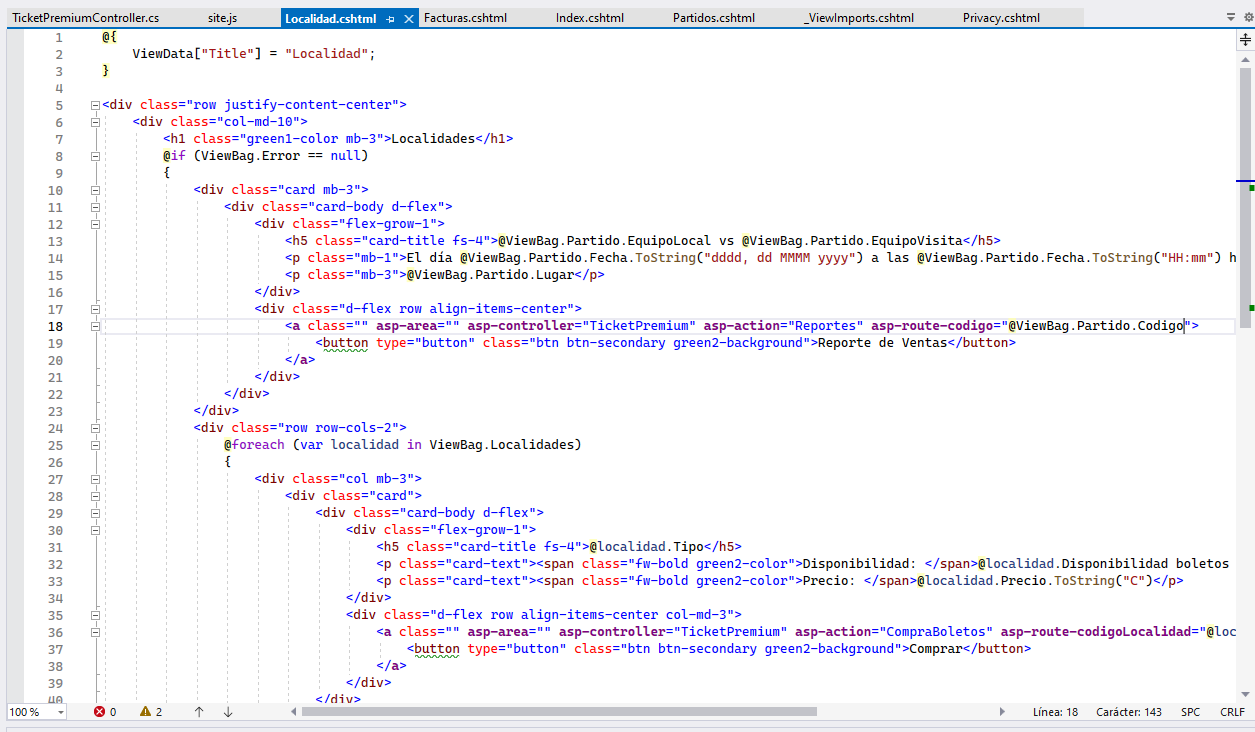 TicketPremiumController.cs site.js Localidad.cshtml Facturas.cshtml Index.cshtml Partidos.cshtml _ViewImports.cshtml Privacy.cshtml
1 @{
2 ViewData["Title"] = "Localidad";
3 }
4
5 <div class="row justify-content-center">
6 <div class="col-md-10">
7 <h1 class="green1-color mb-3">Localidades</h1>
8 @if (ViewBag.Error == null)
9 {
10 <div class="card mb-3">
11 <div class="card-body d-flex">
12 <div class="flex-grow-1">
13 <h5 class="card-title fs-4">@ViewBag.Partido.EquipoLocal vs @ViewBag.Partido.EquipoVisita</h5>
14 <p class="mb-1">El día @ViewBag.Partido.Fecha.ToString("dddd, dd MMMM yyyy") a las @ViewBag.Partido.Fecha.ToString("HH:mm") h
15 <p class="mb-3">@ViewBag.Partido.Lugar</p>
16 </div>
17 <div class="d-flex row align-items-center">
18 <a class="" asp-area="" asp-controller="TicketPremium" asp-action="Reportes" asp-route-codigo="@ViewBag.Partido.Codigo">
19 <button type="button" class="btn btn-secondary green2-background">Reporte de Ventas</button>
20 </a>
21 </div>
22 </div>
23 </div>
24 <div class="row row-cols-2">
25 @foreach (var localidad in ViewBag.Localidades)
26 {
27 <div class="col mb-3">
28 <div class="card">
29 <div class="card-body d-flex">
30 <div class="flex-grow-1">
31 <h5 class="card-title fs-4">@localidad.Tipo</h5>
32 <p class="card-text"><span class="fw-bold green2-color">Disponibilidad: </span>@localidad.Disponibilidad boletos
33 <p class="card-text"><span class="fw-bold green2-color">Precio: </span>@localidad.Precio.ToString("C")</p>
34 </div>
35 <div class="d-flex row align-items-center col-md-3">
36 <a class="" asp-area="" asp-controller="TicketPremium" asp-action="CompraBoletos" asp-route-codigoLocalidad="@loc
37 <button type="button" class="btn btn-secondary green2-background">Comprar</button>
38 </a>
39 </div>
40 </div>
100 % 0 2 Línea: 18 Carácter: 143 SPC CRLF